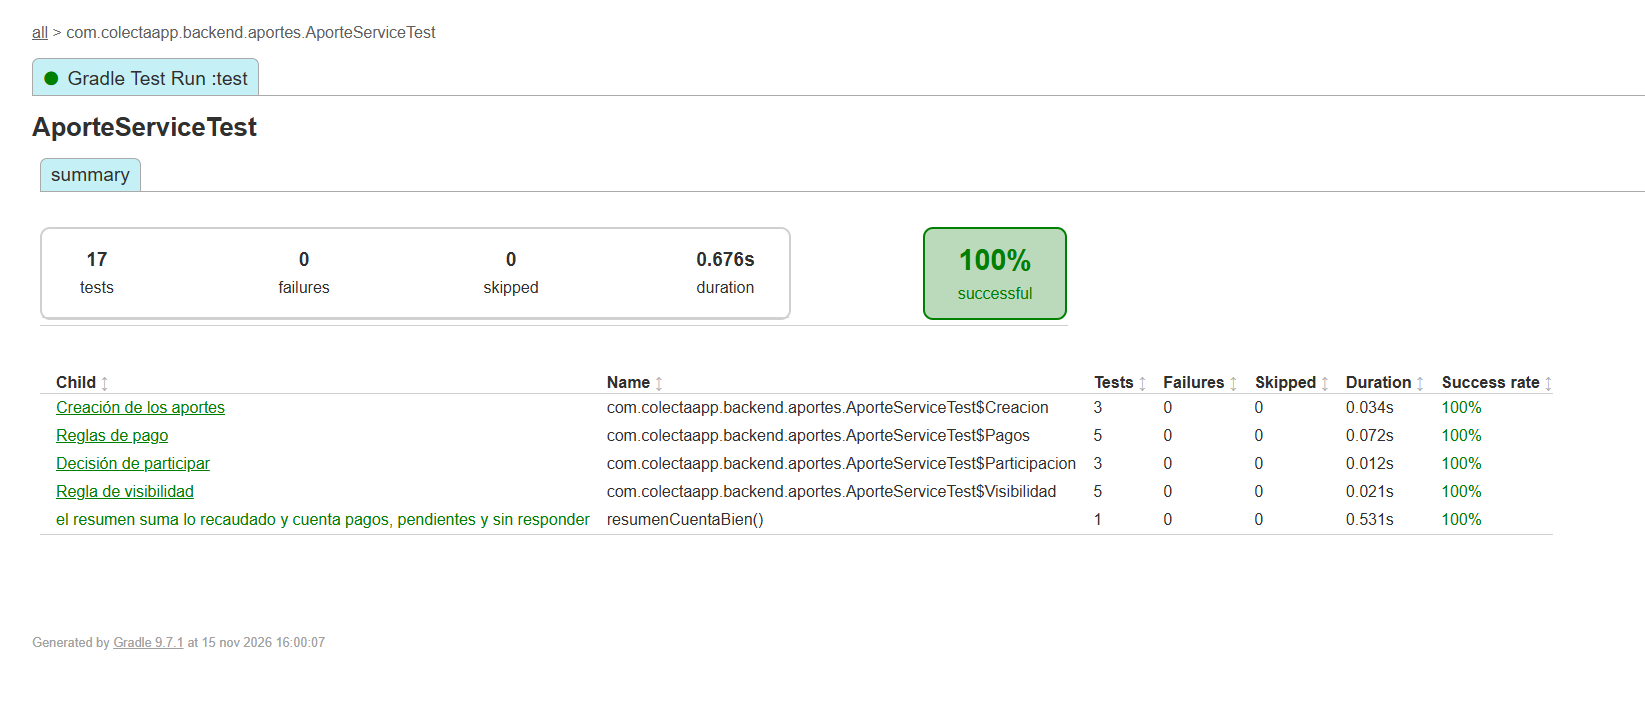 all > com.colectaapp.backend.aportes.AporteServiceTest
Gradle Test Run :test
AporteServiceTest
summary
17 0 0 0.676s
tests failures skipped duration
100%
successful
Child Name Tests Failures Skipped Duration Success rate
Creación de los aportes com.colectaapp.backend.aportes.AporteServiceTest$Creacion 3 0 0 0.034s 100%
Reglas de pago com.colectaapp.backend.aportes.AporteServiceTest$Pagos 5 0 0 0.072s 100%
Decisión de participar com.colectaapp.backend.aportes.AporteServiceTest$Participacion 3 0 0 0.012s 100%
Regla de visibilidad com.colectaapp.backend.aportes.AporteServiceTest$Visibilidad 5 0 0 0.021s 100%
el resumen suma lo recaudado y cuenta pagos, pendientes y sin responder resumenCuentaBien() 1 0 0 0.531s 100%
Generated by Gradle 9.7.1 at 15 nov 2026 16:00:07